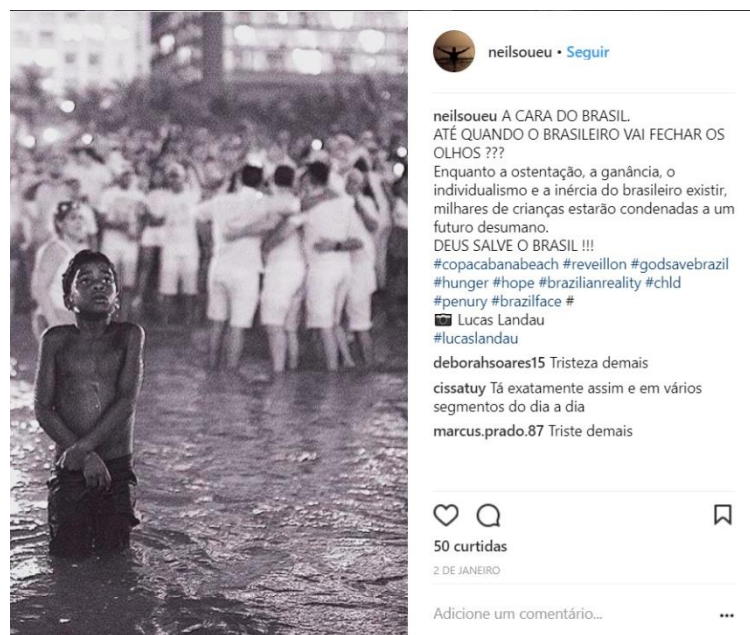 neilsoueu • Seguir
neilsoueu A CARA DO BRASIL.
ATÉ QUANDO O BRASILEIRO VAI FECHAR OS
OLHOS ???
Enquanto a ostentação, a ganância, o
individualismo e a inércia do brasileiro existir,
milhares de crianças estarão condenadas a um
futuro desumano.
DEUS SALVE O BRASIL !!!
#copacabanabeach #reveillon #godsavebrazil
#hunger #hope #brazilianreality #chld
#penury #brazilface #
📷 Lucas Landau
#lucaslandau
deborahsoares15 Tristeza demais
cissatuy Tá exatamente assim e em vários
segmentos do dia a dia
marcus.prado.87 Triste demais
50 curtidas
2 DE JANEIRO
Adicione um comentário...